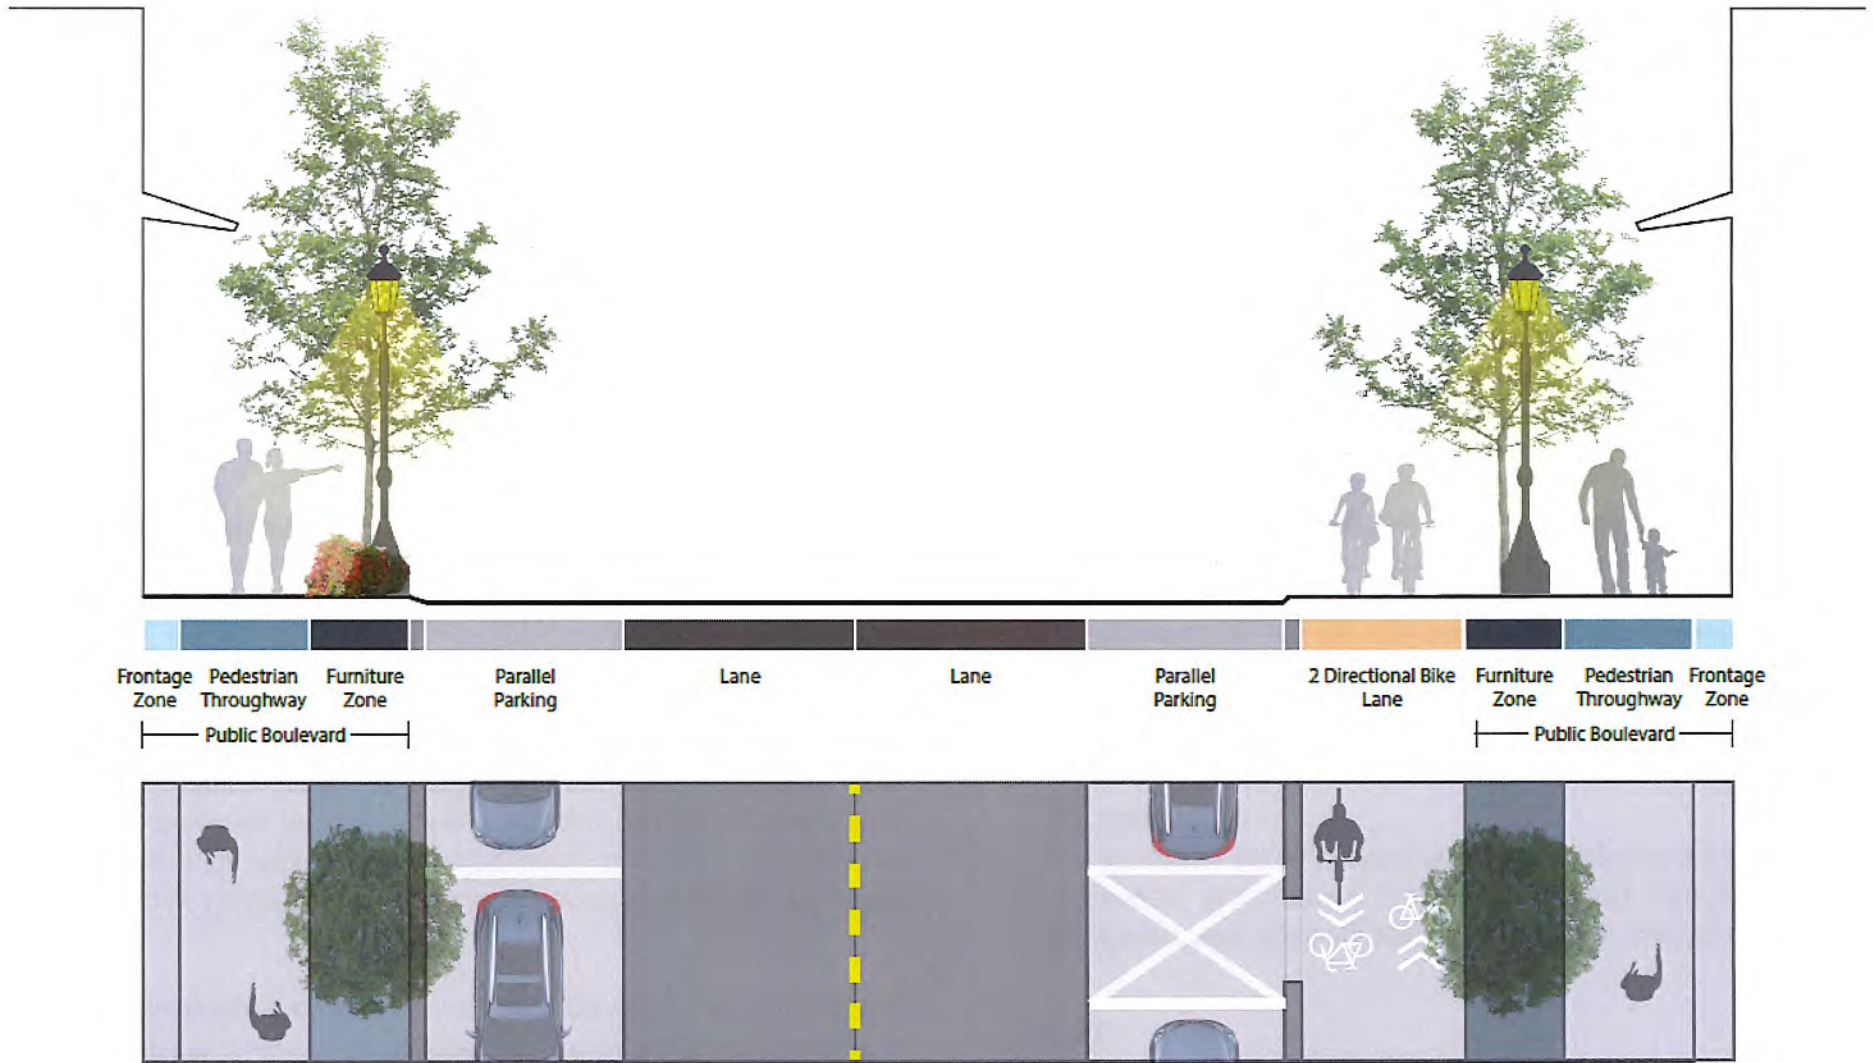 Frontage
Zone
Pedestrian
Throughway
Furniture
Zone
Parallel
Parking
Lane
Lane
Parallel
Parking
2 Directional Bike
Lane
Furniture
Zone
Pedestrian
Throughway
Frontage
Zone
Public Boulevard
Public Boulevard